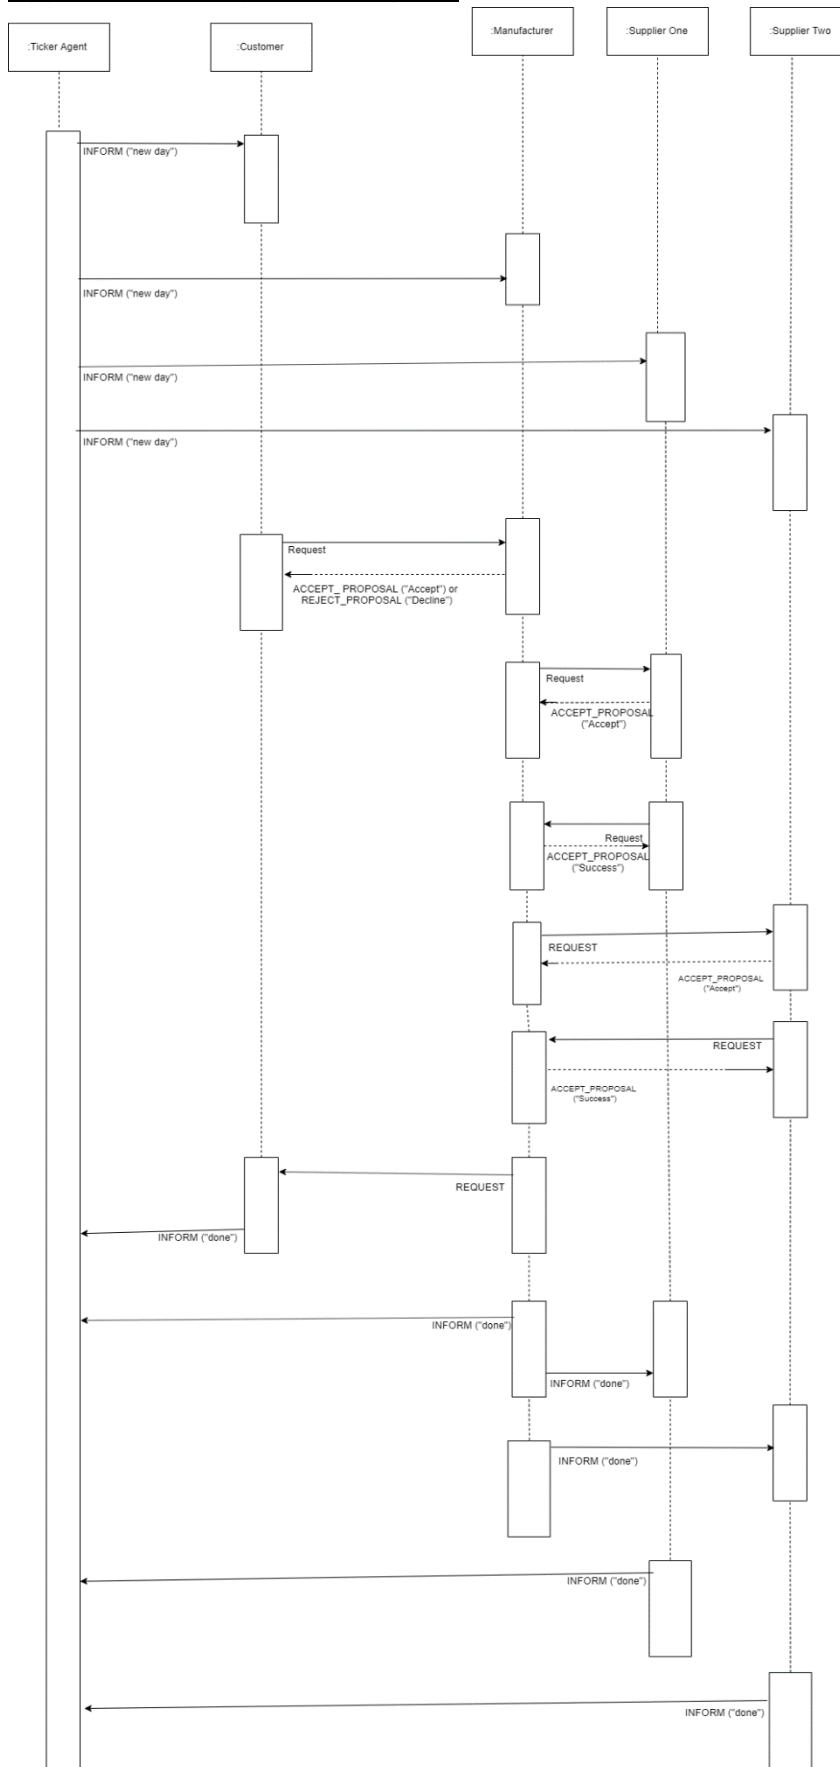 :Ticker Agent
:Customer
:Manufacturer
:Supplier One
:Supplier Two
INFORM ("new day")
INFORM ("new day")
INFORM ("new day")
INFORM ("new day")
Request
ACCEPT_ PROPOSAL ("Accept") or
REJECT_PROPOSAL ("Decline")
Request
ACCEPT_PROPOSAL
("Accept")
Request
ACCEPT_PROPOSAL
("Success")
REQUEST
ACCEPT_PROPOSAL
("Accept")
REQUEST
ACCEPT_PROPOSAL
("Success")
REQUEST
INFORM ("done")
INFORM ("done")
INFORM ("done")
INFORM ("done")
INFORM ("done")
INFORM ("done")